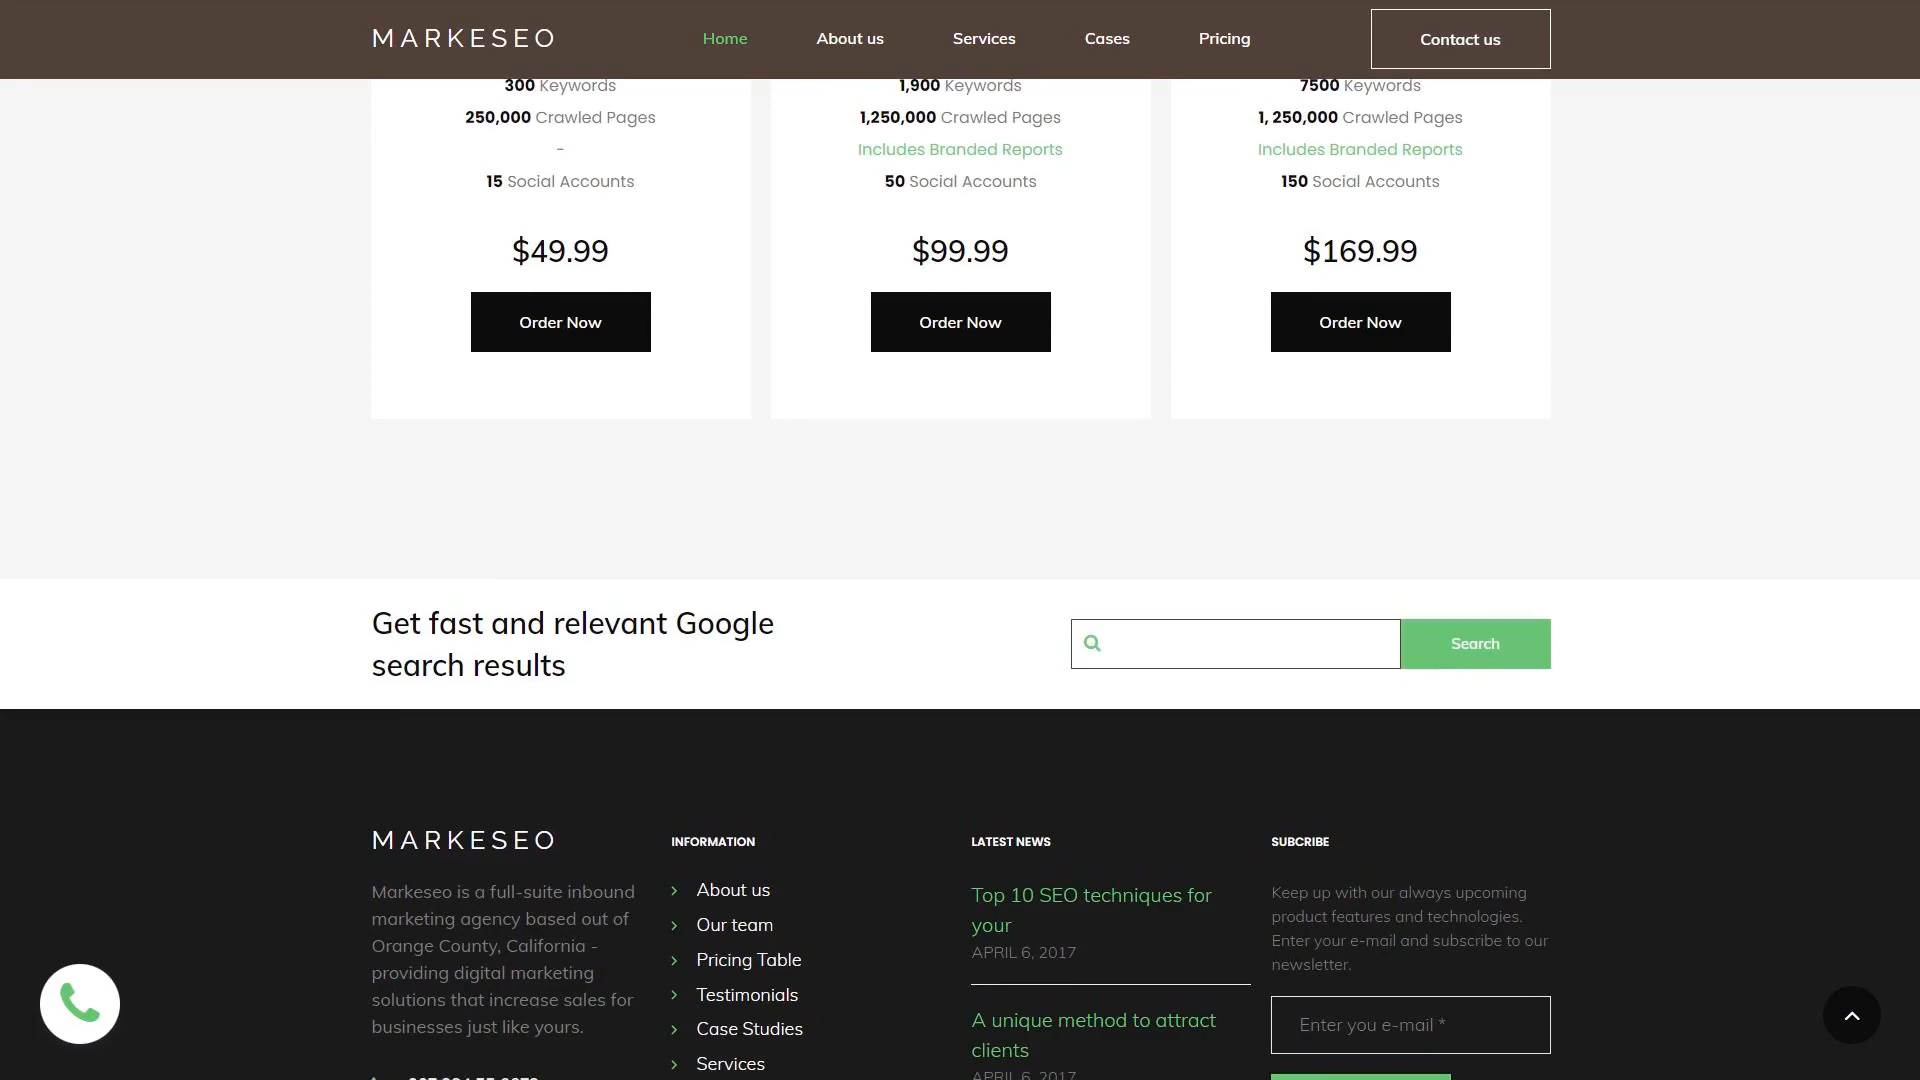 MARKESEO
Home
About us
Services
Cases
Pricing
Contact us
300 Keywords
250,000 Crawled Pages
-
15 Social Accounts
$49.99
Order Now
1,900 Keywords
1,250,000 Crawled Pages
Includes Branded Reports
50 Social Accounts
$99.99
Order Now
7500 Keywords
1, 250,000 Crawled Pages
Includes Branded Reports
150 Social Accounts
$169.99
Order Now
Get fast and relevant Google
search results
Search
MARKESEO
Markeseo is a full-suite inbound
marketing agency based out of
Orange County, California -
providing digital marketing
solutions that increase sales for
businesses just like yours.
INFORMATION
About us
Our team
Pricing Table
Testimonials
Case Studies
Services
LATEST NEWS
Top 10 SEO techniques for
your
APRIL 6, 2017
A unique method to attract
clients
APRIL 6, 2017
SUBCRIBE
Keep up with our always upcoming
product features and technologies.
Enter your e-mail and subscribe to our
newsletter.
Enter you e-mail *